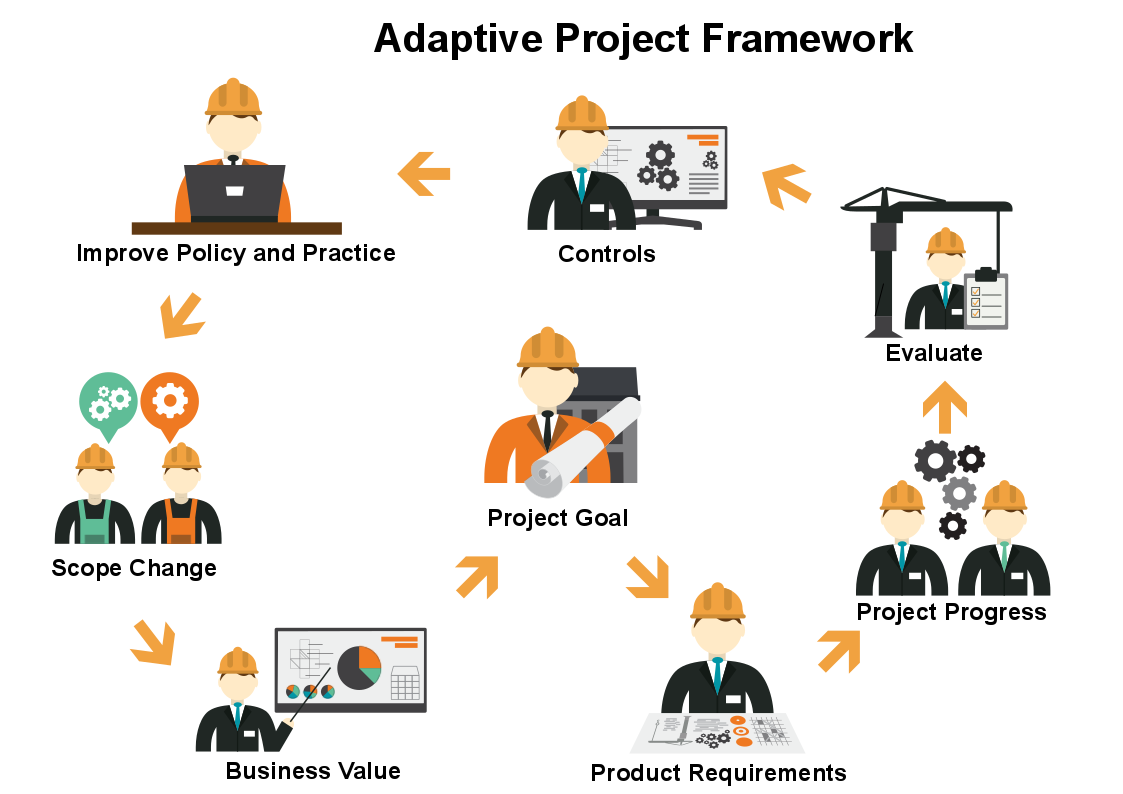 Adaptive Project Framework
Improve Policy and Practice
Controls
Evaluate
Project Goal
Scope Change
Project Progress
Business Value
Product Requirements